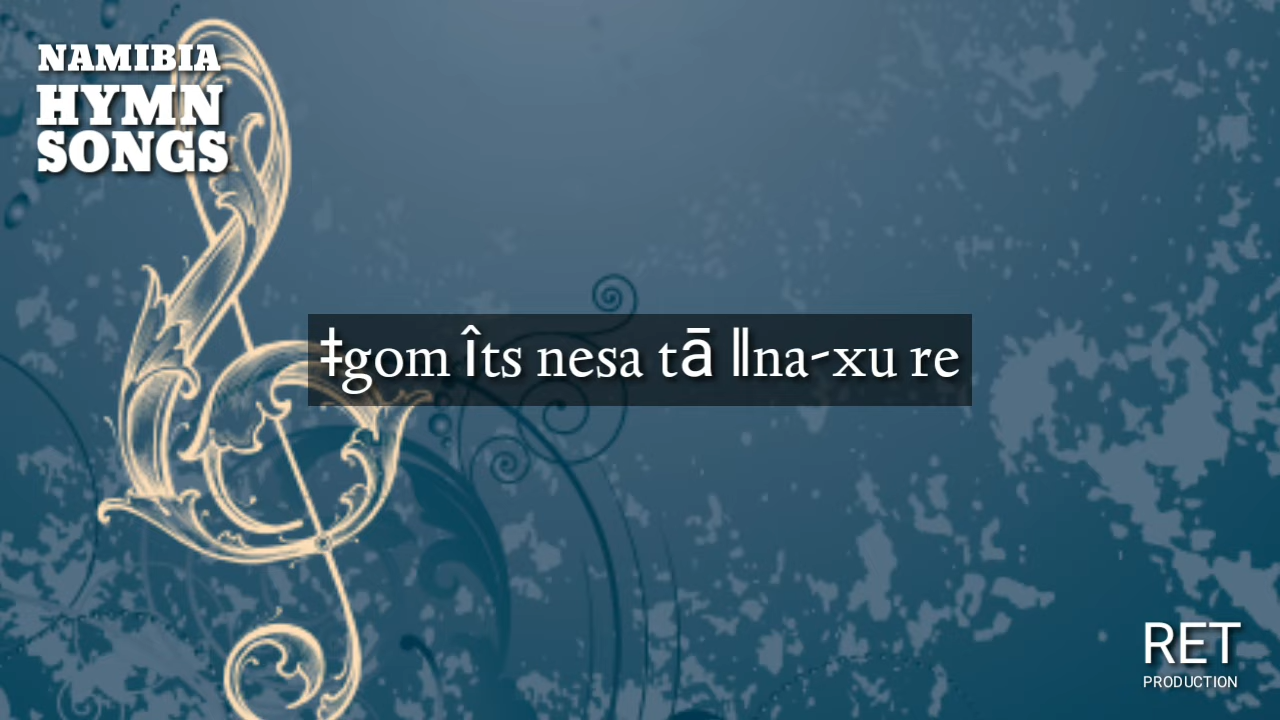 NAMIBIA
HYMN
SONGS
ǂgom îts nesa tā ǁna-xu re
RET
PRODUCTION